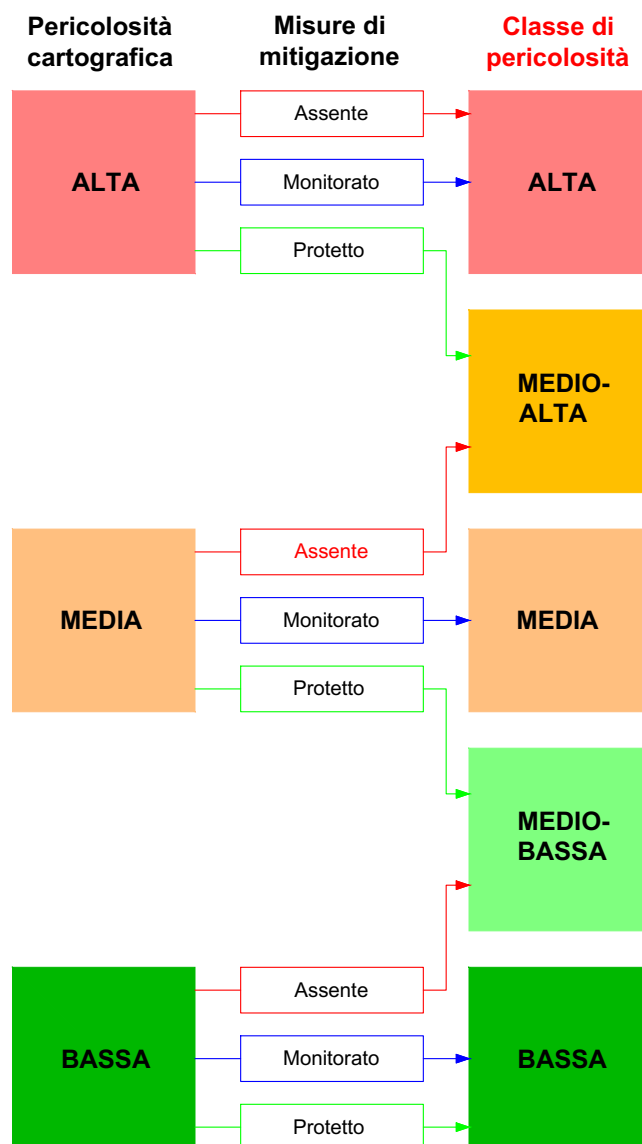 Pericolosità
cartografica
Misure di
mitigazione
Classe di
pericolosità
ALTA
Assente
Monitorato
Protetto
ALTA
MEDIO-
ALTA
MEDIA
Assente
Monitorato
Protetto
MEDIA
MEDIO-
BASSA
BASSA
Assente
Monitorato
Protetto
BASSA